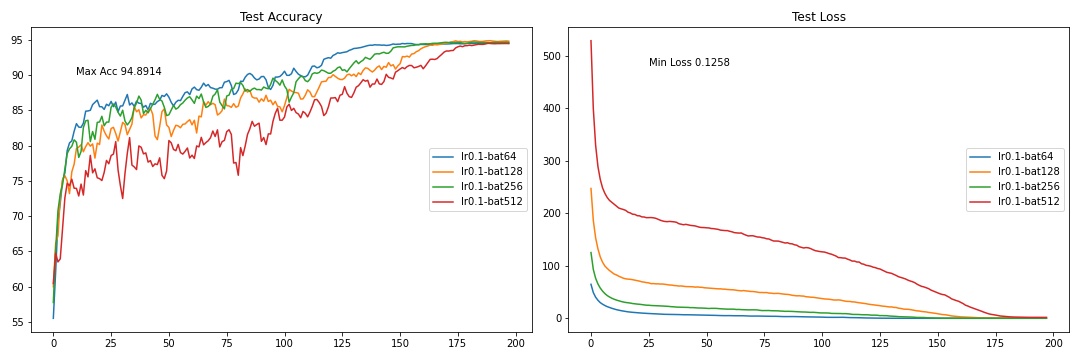 Test Accuracy
95
90
85
80
75
70
65
60
55
0
25
50
75
100
125
150
175
200
Max Acc 94.8914
lr0.1-bat64
lr0.1-bat128
lr0.1-bat256
lr0.1-bat512
Test Loss
500
400
300
200
100
0
0
25
50
75
100
125
150
175
200
Min Loss 0.1258
lr0.1-bat64
lr0.1-bat128
lr0.1-bat256
lr0.1-bat512